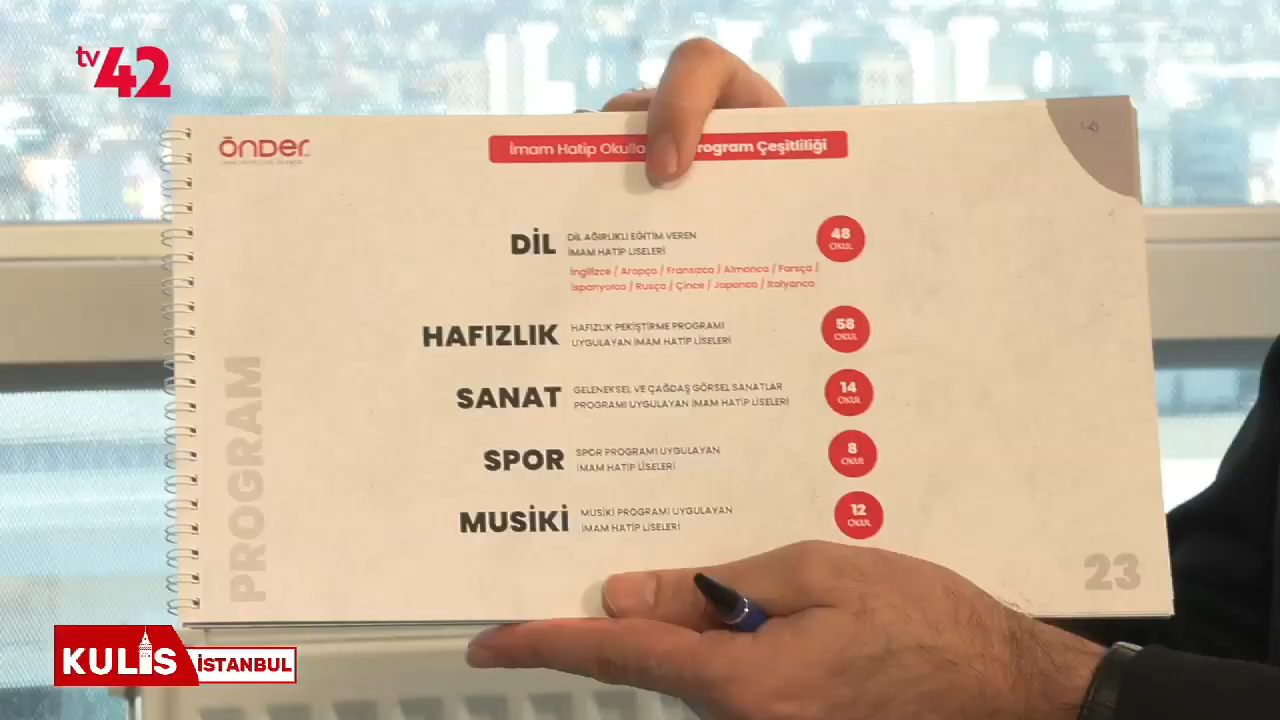 tv42
ÖNDER
İmam Hatip Okulla rogram Çeşitliliği
DİL
DİL AĞIRLIKLI EĞİTİM VEREN
İMAM HATİP LİSELERİ
48
OKUL
İngilizce / Arapça / Fransızca / Almanca / Farsça /
İspanyolca / Rusça / Çince / Japonca / İtalyanca
HAFIZLIK
HAFIZLIK PEKİŞTİRME PROGRAMI
UYGULAYAN İMAM HATİP LİSELERİ
58
OKUL
SANAT
GELENEKSEL VE ÇAĞDAŞ GÖRSEL SANATLAR
PROGRAMI UYGULAYAN İMAM HATİP LİSELERİ
14
OKUL
SPOR
SPOR PROGRAMI UYGULAYAN
İMAM HATİP LİSELERİ
8
OKUL
MUSİKİ
MUSİKİ PROGRAMI UYGULAYAN
İMAM HATİP LİSELERİ
12
OKUL
PROGRAM
23
KULİS
İSTANBUL